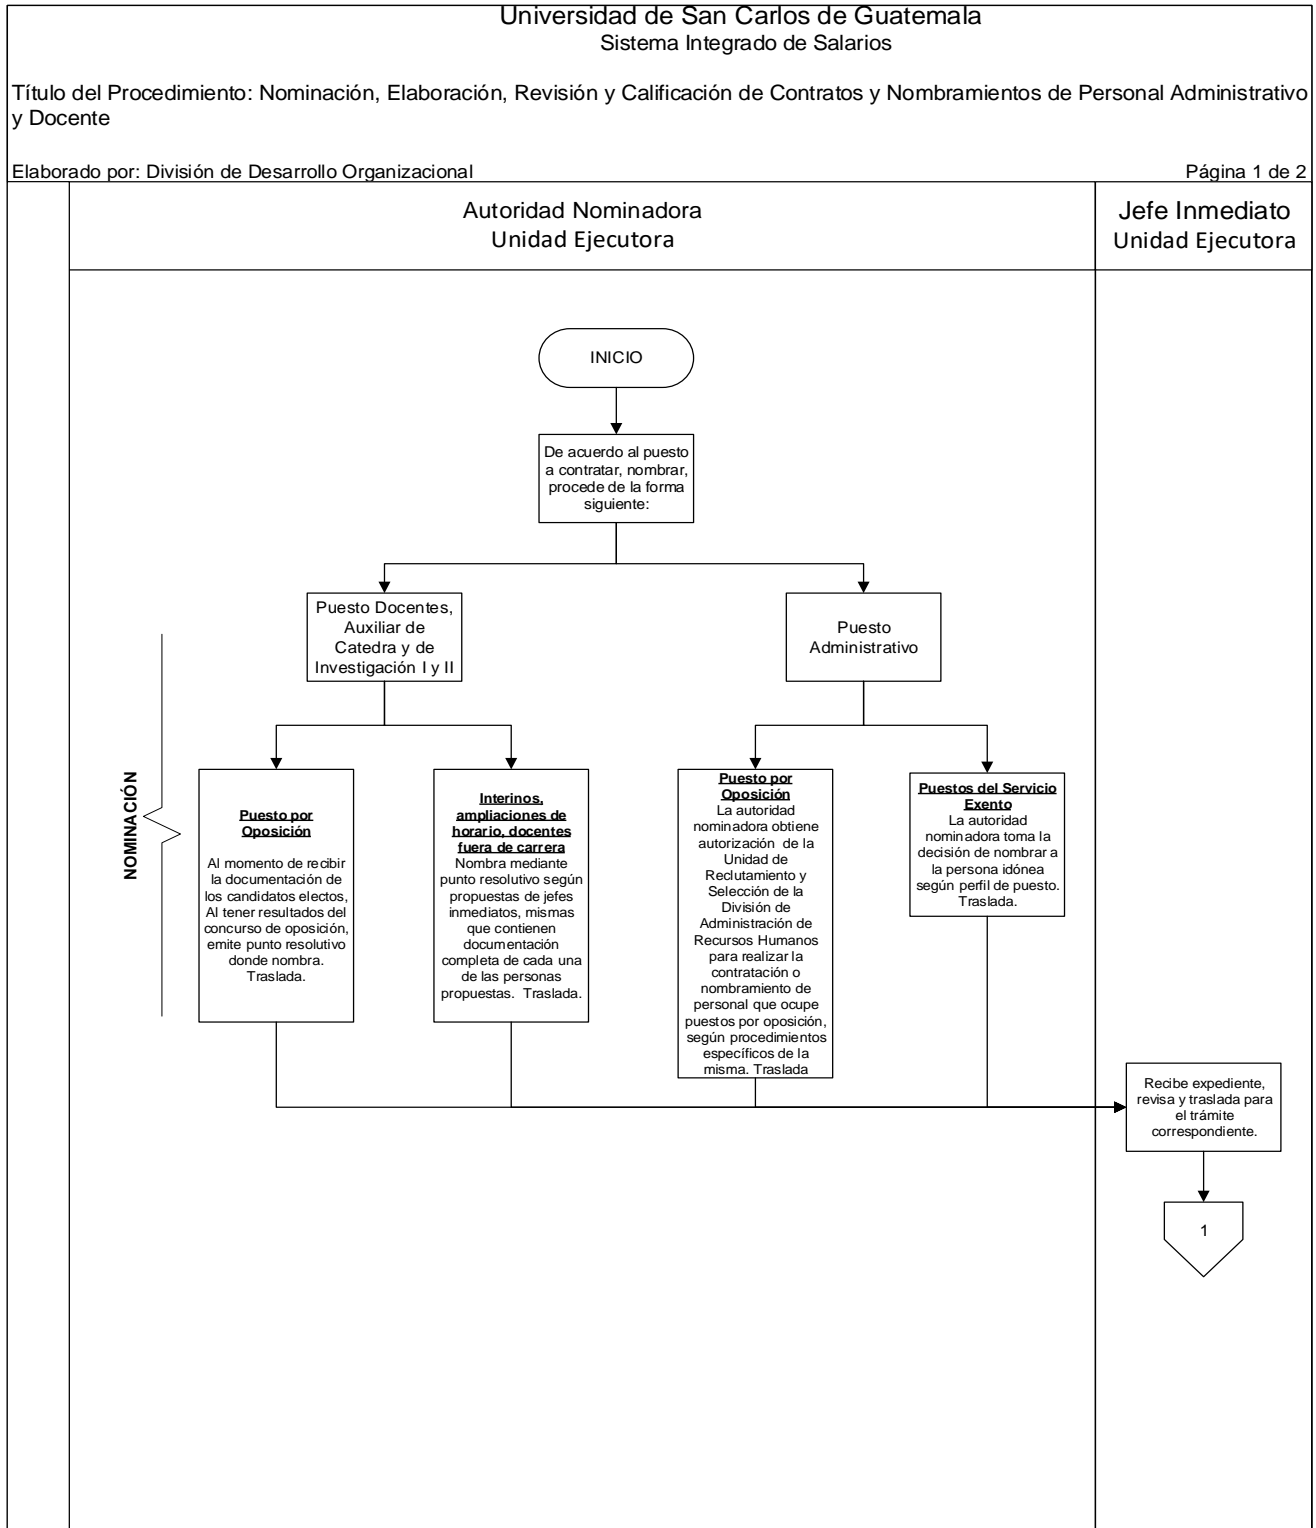 Universidad de San Carlos de Guatemala
Sistema Integrado de Salarios
Título del Procedimiento: Nominación, Elaboración, Revisión y Calificación de Contratos y Nombramientos de Personal Administrativo
y Docente
Elaborado por: División de Desarrollo Organizacional
Página 1 de 2
Autoridad Nominadora
Unidad Ejecutora
Jefe Inmediato
Unidad Ejecutora
INICIO
De acuerdo al puesto
a contratar, nombrar,
procede de la forma
siguiente:
Puesto Docentes,
Auxiliar de
Catedra y de
Investigación I y II
Puesto
Administrativo
NOMINACIÓN
Puesto por
Oposición
Al momento de recibir
la documentación de
los candidatos electos,
Al tener resultados del
concurso de oposición,
emite punto resolutivo
donde nombra.
Traslada.
Interinos,
ampliaciones de
horario, docentes
fuera de carrera
Nombra mediante
punto resolutivo según
propuestas de jefes
inmediatos, mismas
que contienen
documentación
completa de cada una
de las personas
propuestas.  Traslada.
Puesto por
Oposición
La autoridad
nominadora obtiene
autorización  de la
Unidad de
Reclutamiento y
Selección de la
División de
Administración de
Recursos Humanos
para realizar la
contratación o
nombramiento de
personal que ocupe
puestos por oposición,
según procedimientos
específicos de la
misma. Traslada
Puestos del Servicio
Exento
La autoridad
nominadora toma la
decisión de nombrar a
la persona idónea
según perfil de puesto.
Traslada.
Recibe expediente,
revisa y traslada para
el trámite
correspondiente.
1